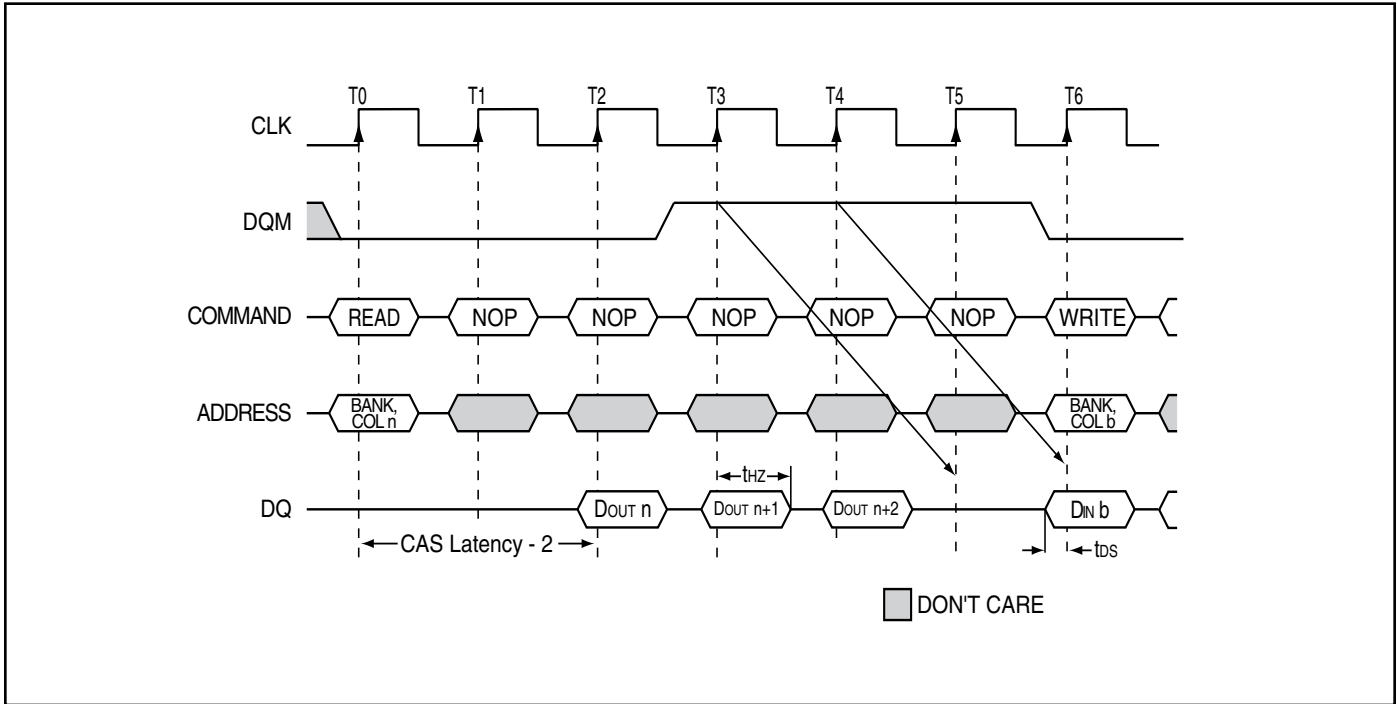 T0 T1 T2 T3 T4 T5 T6
CLK
DQM
COMMAND READ NOP NOP NOP NOP NOP WRITE
ADDRESS BANK, COL n BANK, COL b
tHZ
DQ DOUT n DOUT n+1 DOUT n+2 DIN b
CAS Latency - 2 tDS
DON'T CARE